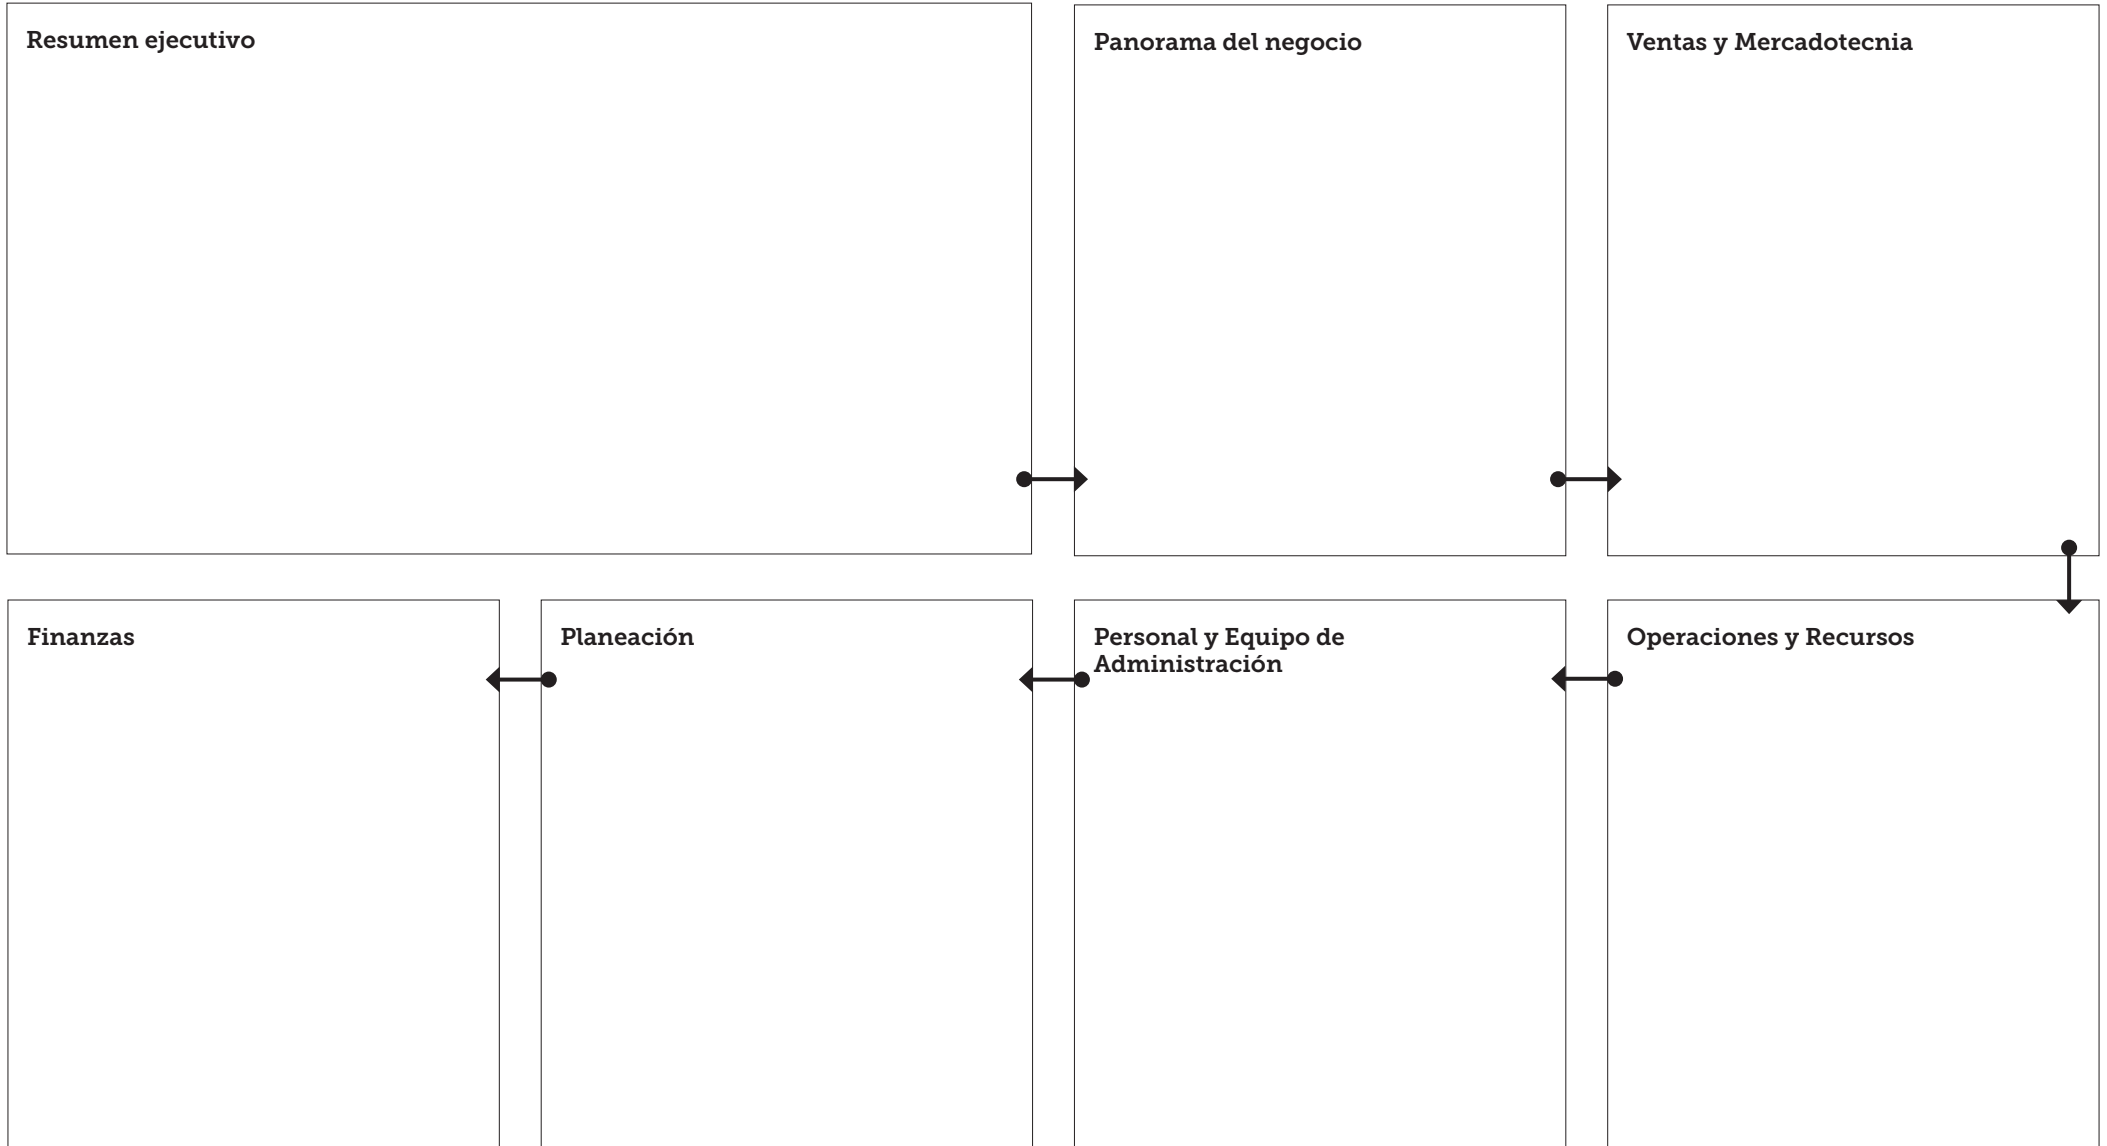 Resumen ejecutivo
Panorama del negocio
Ventas y Mercadotecnia
Finanzas
Planeación
Personal y Equipo de
Administración
Operaciones y Recursos